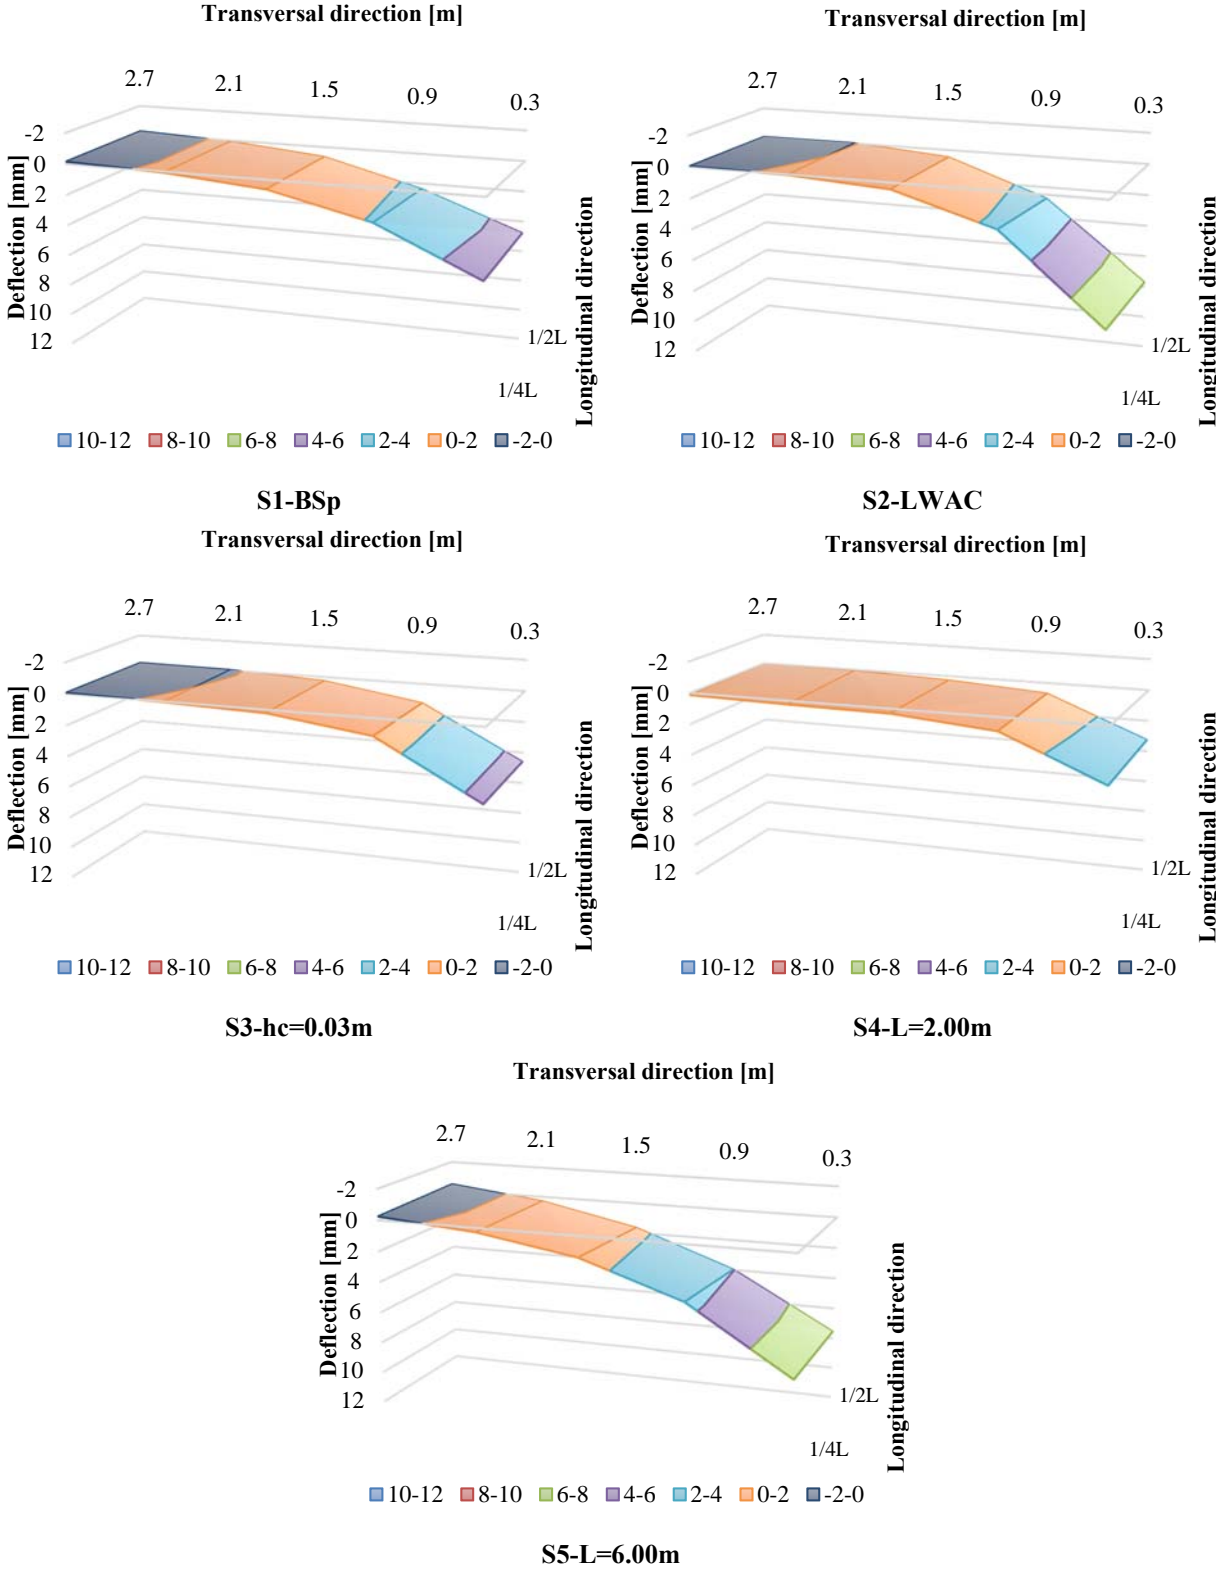 Transversal direction [m]
2.7 2.1 1.5 0.9 0.3
-2
0
2
4
6
8
10
12
Deflection [mm]
1/2L
1/4L
Longitudinal direction
10-12 8-10 6-8 4-6 2-4 0-2 -2-0
S1-BSp
Transversal direction [m]
2.7 2.1 1.5 0.9 0.3
-2
0
2
4
6
8
10
12
Deflection [mm]
1/2L
1/4L
Longitudinal direction
10-12 8-10 6-8 4-6 2-4 0-2 -2-0
S2-LWAC
Transversal direction [m]
2.7 2.1 1.5 0.9 0.3
-2
0
2
4
6
8
10
12
Deflection [mm]
1/2L
1/4L
Longitudinal direction
10-12 8-10 6-8 4-6 2-4 0-2 -2-0
S3-hc=0.03m
Transversal direction [m]
2.7 2.1 1.5 0.9 0.3
-2
0
2
4
6
8
10
12
Deflection [mm]
1/2L
1/4L
Longitudinal direction
10-12 8-10 6-8 4-6 2-4 0-2 -2-0
S4-L=2.00m
Transversal direction [m]
2.7 2.1 1.5 0.9 0.3
-2
0
2
4
6
8
10
12
Deflection [mm]
1/2L
1/4L
Longitudinal direction
10-12 8-10 6-8 4-6 2-4 0-2 -2-0
S5-L=6.00m